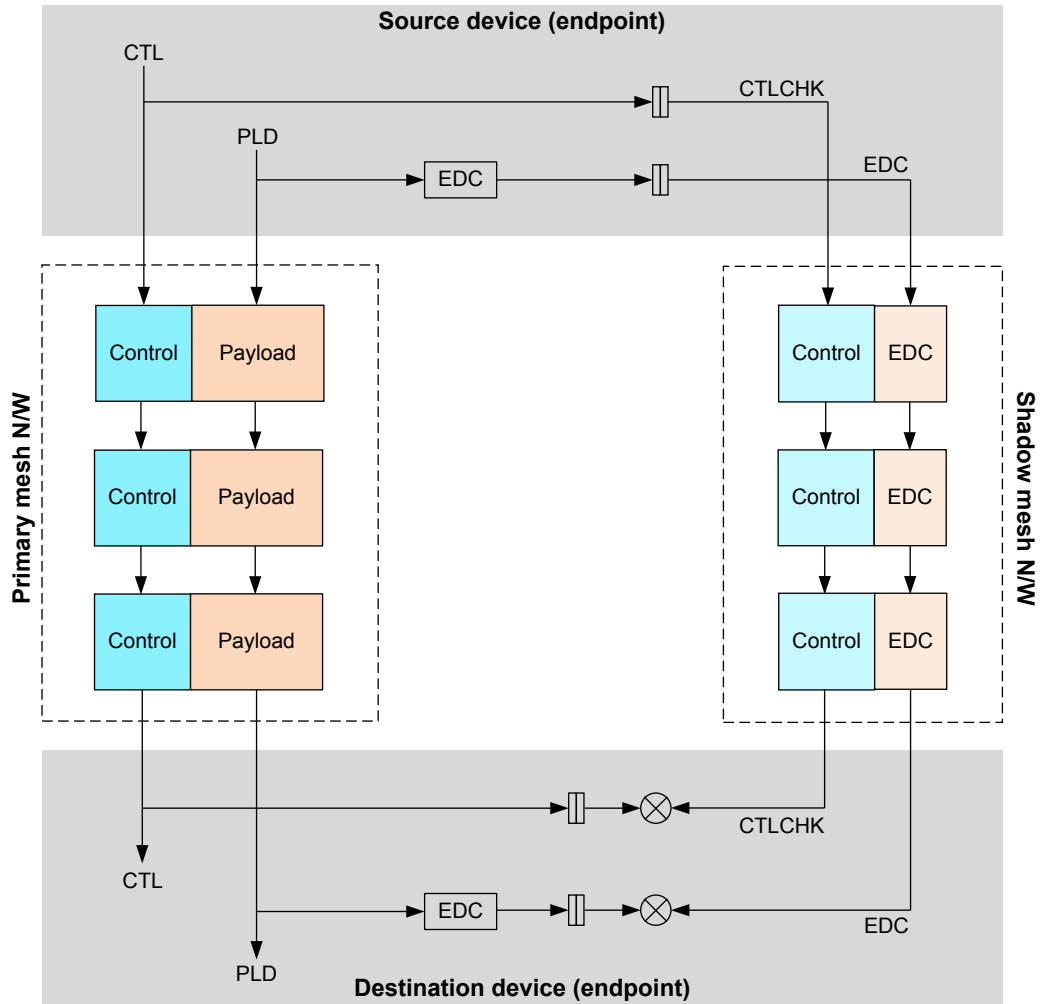 Source device (endpoint)
CTL
CTLCHK
PLD
EDC
EDC
Primary mesh N/W
Control
Payload
Control
EDC
Control
Payload
Control
EDC
Control
Payload
Control
EDC
Shadow mesh N/W
CTLCHK
CTL
EDC
EDC
PLD
Destination device (endpoint)